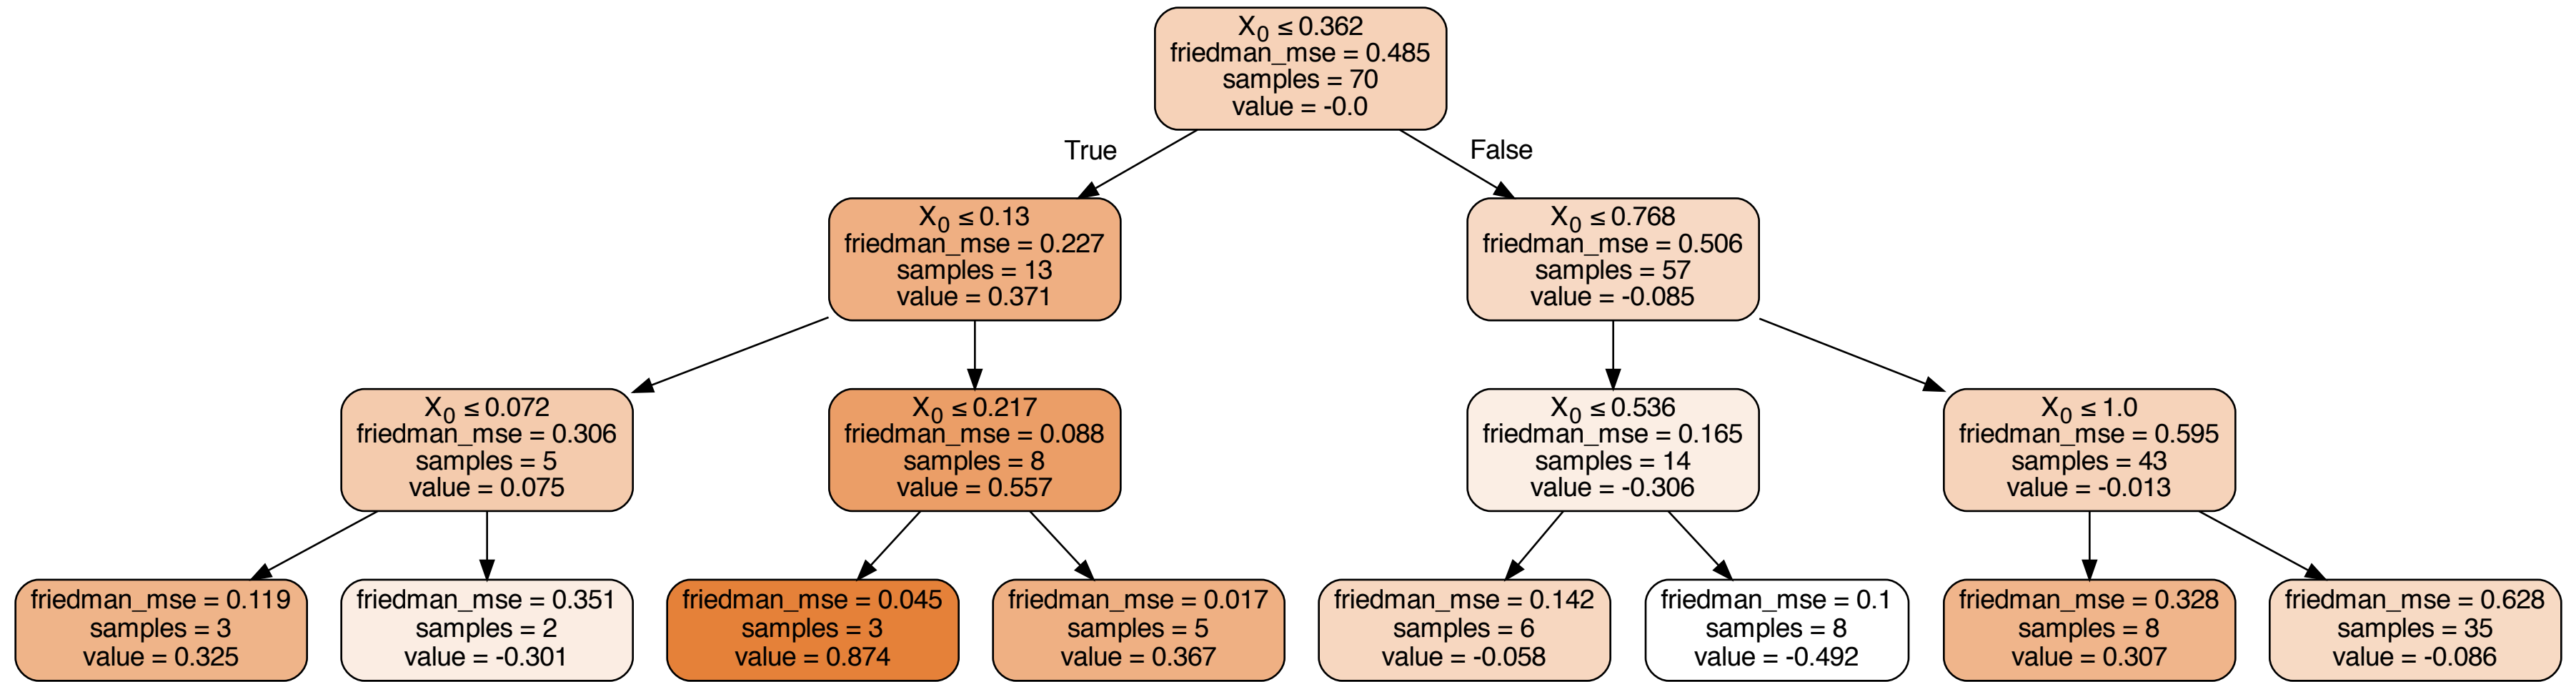 X₀ ≤ 0.362
friedman_mse = 0.485
samples = 70
value = -0.0
True
False
X₀ ≤ 0.13
friedman_mse = 0.227
samples = 13
value = 0.371
X₀ ≤ 0.768
friedman_mse = 0.506
samples = 57
value = -0.085
X₀ ≤ 0.072
friedman_mse = 0.306
samples = 5
value = 0.075
X₀ ≤ 0.217
friedman_mse = 0.088
samples = 8
value = 0.557
X₀ ≤ 0.536
friedman_mse = 0.165
samples = 14
value = -0.306
X₀ ≤ 1.0
friedman_mse = 0.595
samples = 43
value = -0.013
friedman_mse = 0.119
samples = 3
value = 0.325
friedman_mse = 0.351
samples = 2
value = -0.301
friedman_mse = 0.045
samples = 3
value = 0.874
friedman_mse = 0.017
samples = 5
value = 0.367
friedman_mse = 0.142
samples = 6
value = -0.058
friedman_mse = 0.1
samples = 8
value = -0.492
friedman_mse = 0.328
samples = 8
value = 0.307
friedman_mse = 0.628
samples = 35
value = -0.086